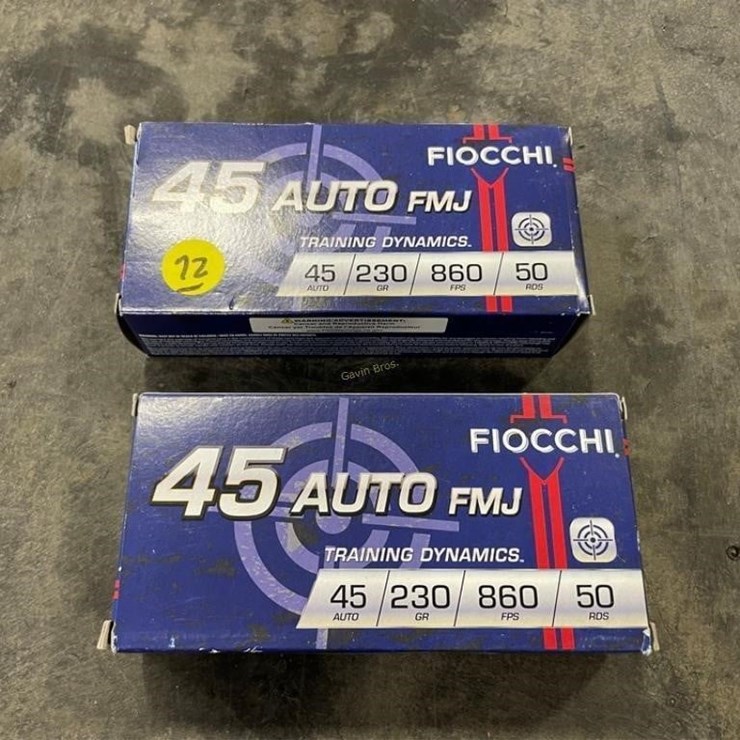 FIOCCHI.
45 AUTO FMJ
TRAINING DYNAMICS.
12
45 230 860 50
AUTO GR FPS RDS
Gavin Bros.
FIOCCHI.
45 AUTO FMJ
TRAINING DYNAMICS.
45 230 860 50
AUTO GR FPS RDS